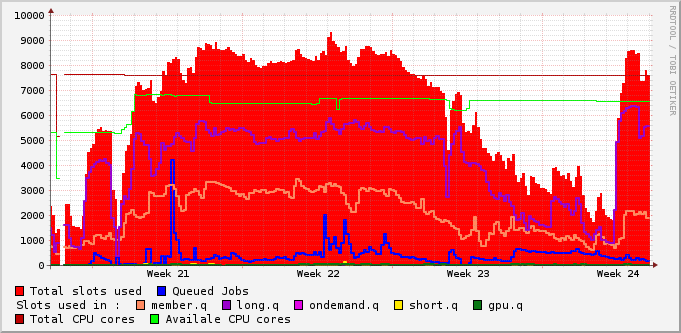 10000
9000
8000
7000
6000
5000
4000
3000
2000
1000
0
Week 21 Week 22 Week 23 Week 24
Total slots used Queued Jobs
Slots used in : member.q long.q ondemand.q short.q gpu.q
Total CPU cores Availale CPU cores
RRDTOOL / TOBI OETIKER